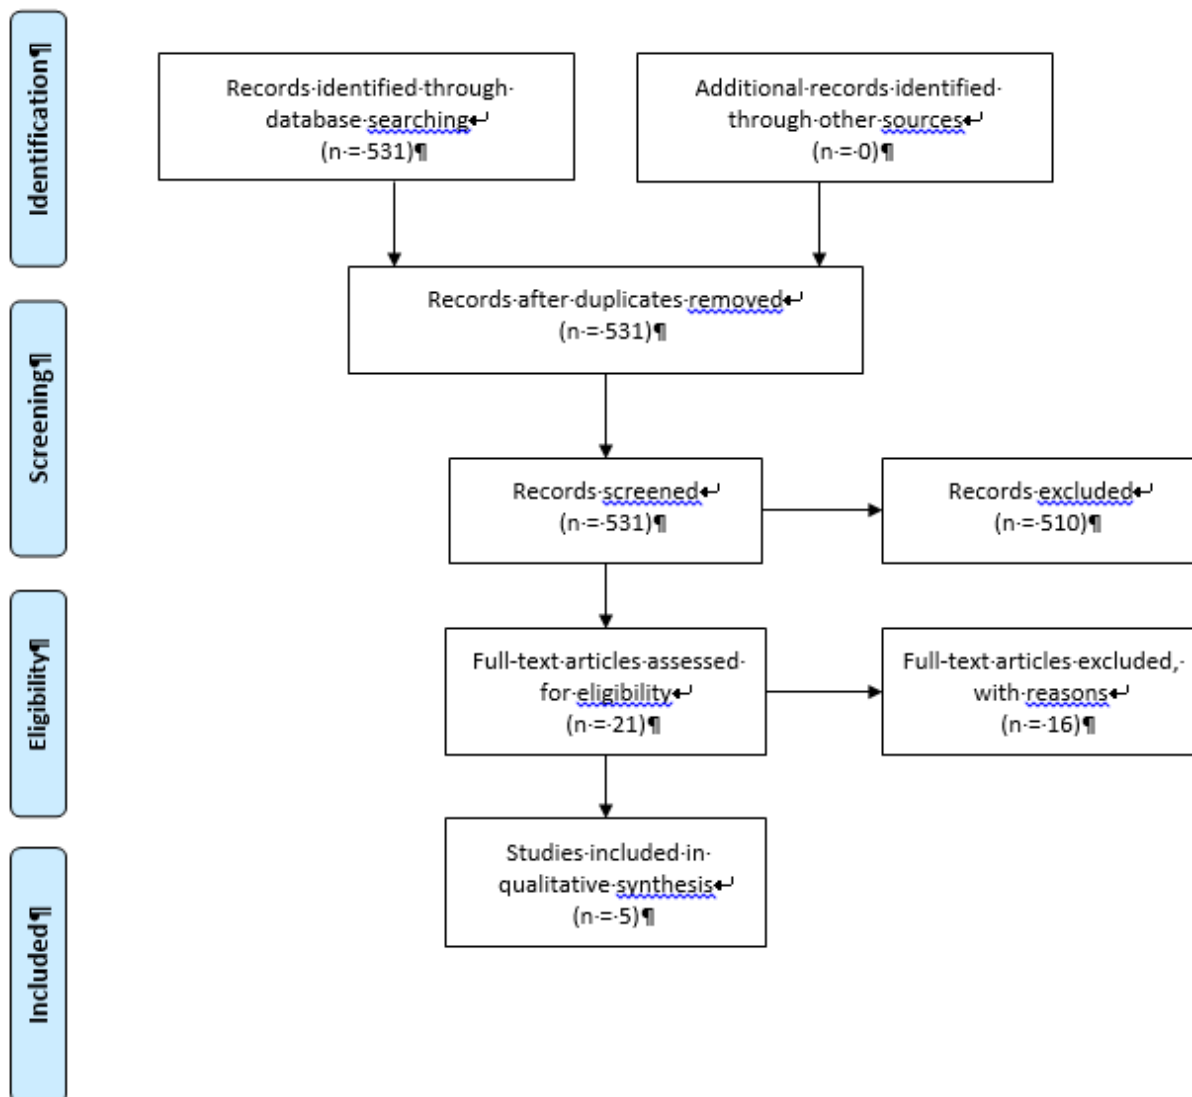 Identification¶
Records·identified·through·
database·searching↵
(n·=·531)¶
Additional·records·identified·
through·other·sources↵
(n·=·0)¶
Screening¶
Records·after·duplicates·removed↵
(n·=·531)¶
Records·screened↵
(n·=·531)¶
Records·excluded↵
(n·=·510)¶
Eligibility¶
Full-text·articles·assessed·
for·eligibility↵
(n·=·21)¶
Full-text·articles·excluded,·
with·reasons↵
(n·=·16)¶
Included¶
Studies·included·in·
qualitative·synthesis↵
(n·=·5)¶